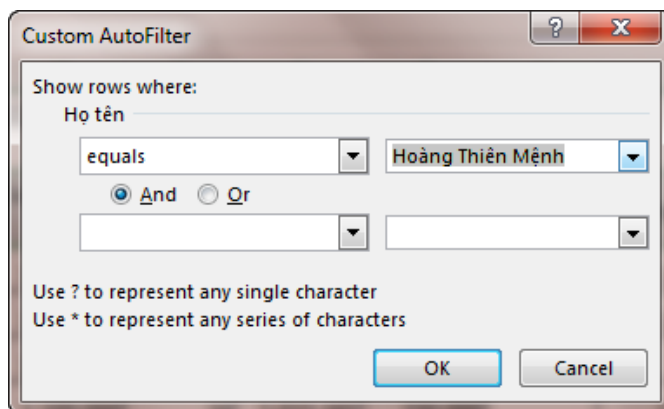 Custom AutoFilter
Show rows where:
Họ tên
equals
Hoàng Thiên Mệnh
And
Or
Use ? to represent any single character
Use * to represent any series of characters
OK
Cancel